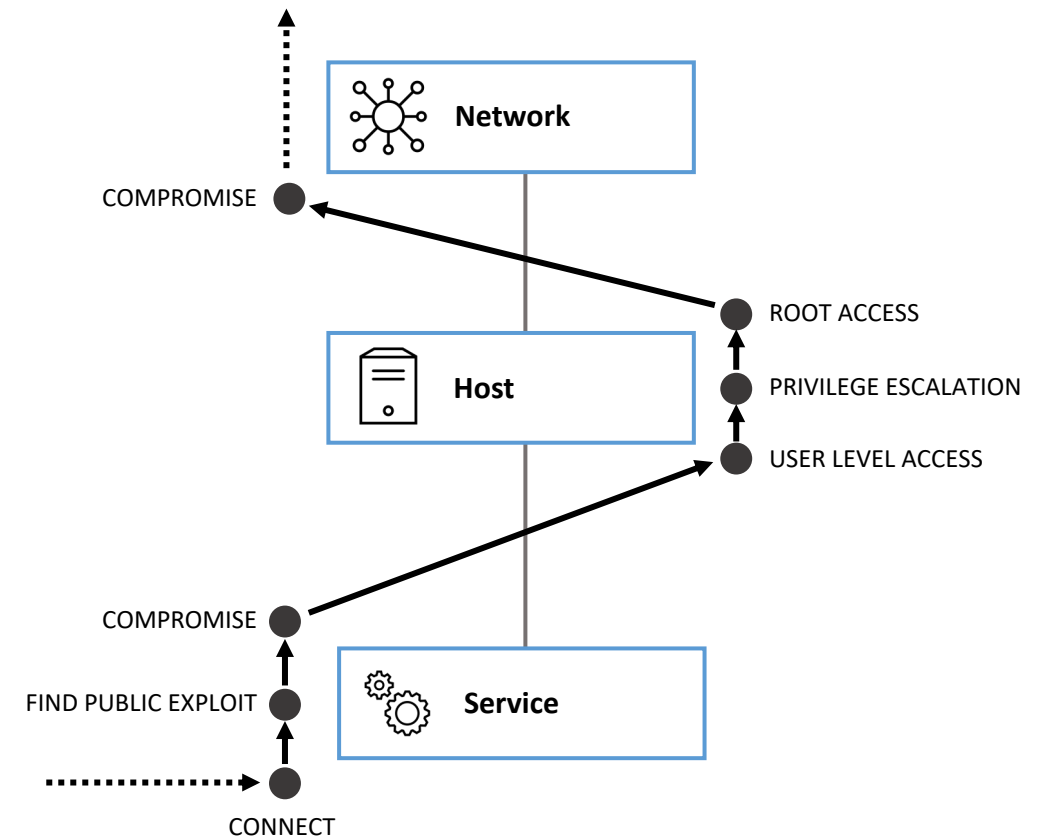 Network
COMPROMISE
ROOT ACCESS
Host
PRIVILEGE ESCALATION
USER LEVEL ACCESS
COMPROMISE
FIND PUBLIC EXPLOIT
Service
CONNECT